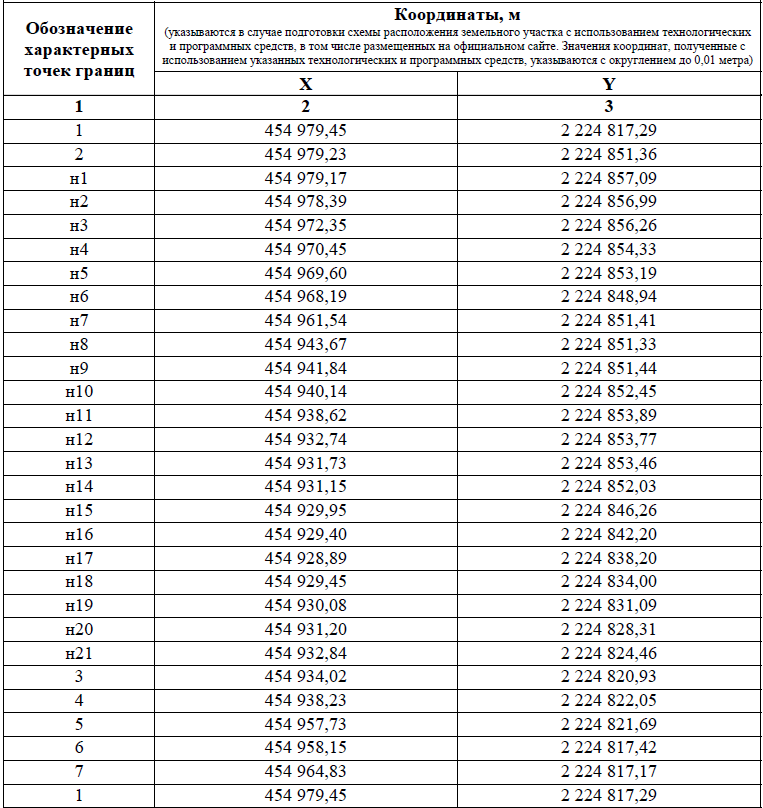 Обозначение характерных точек границ
Координаты, м
(указываются в случае подготовки схемы расположения земельного участка с использованием технологических
и программных средств, в том числе размещенных на официальном сайте. Значения координат, полученные с
использованием указанных технологических и программных средств, указываются с округлением до 0,01 метра)
X Y
1 2 3
1 454 979,45 2 224 817,29
2 454 979,23 2 224 851,36
н1 454 979,17 2 224 857,09
н2 454 978,39 2 224 856,99
н3 454 972,35 2 224 856,26
н4 454 970,45 2 224 854,33
н5 454 969,60 2 224 853,19
н6 454 968,19 2 224 848,94
н7 454 961,54 2 224 851,41
н8 454 943,67 2 224 851,33
н9 454 941,84 2 224 851,44
н10 454 940,14 2 224 852,45
н11 454 938,62 2 224 853,89
н12 454 932,74 2 224 853,77
н13 454 931,73 2 224 853,46
н14 454 931,15 2 224 852,03
н15 454 929,95 2 224 846,26
н16 454 929,40 2 224 842,20
н17 454 928,89 2 224 838,20
н18 454 929,45 2 224 834,00
н19 454 930,08 2 224 831,09
н20 454 931,20 2 224 828,31
н21 454 932,84 2 224 824,46
3 454 934,02 2 224 820,93
4 454 938,23 2 224 822,05
5 454 957,73 2 224 821,69
6 454 958,15 2 224 817,42
7 454 964,83 2 224 817,17
1 454 979,45 2 224 817,29